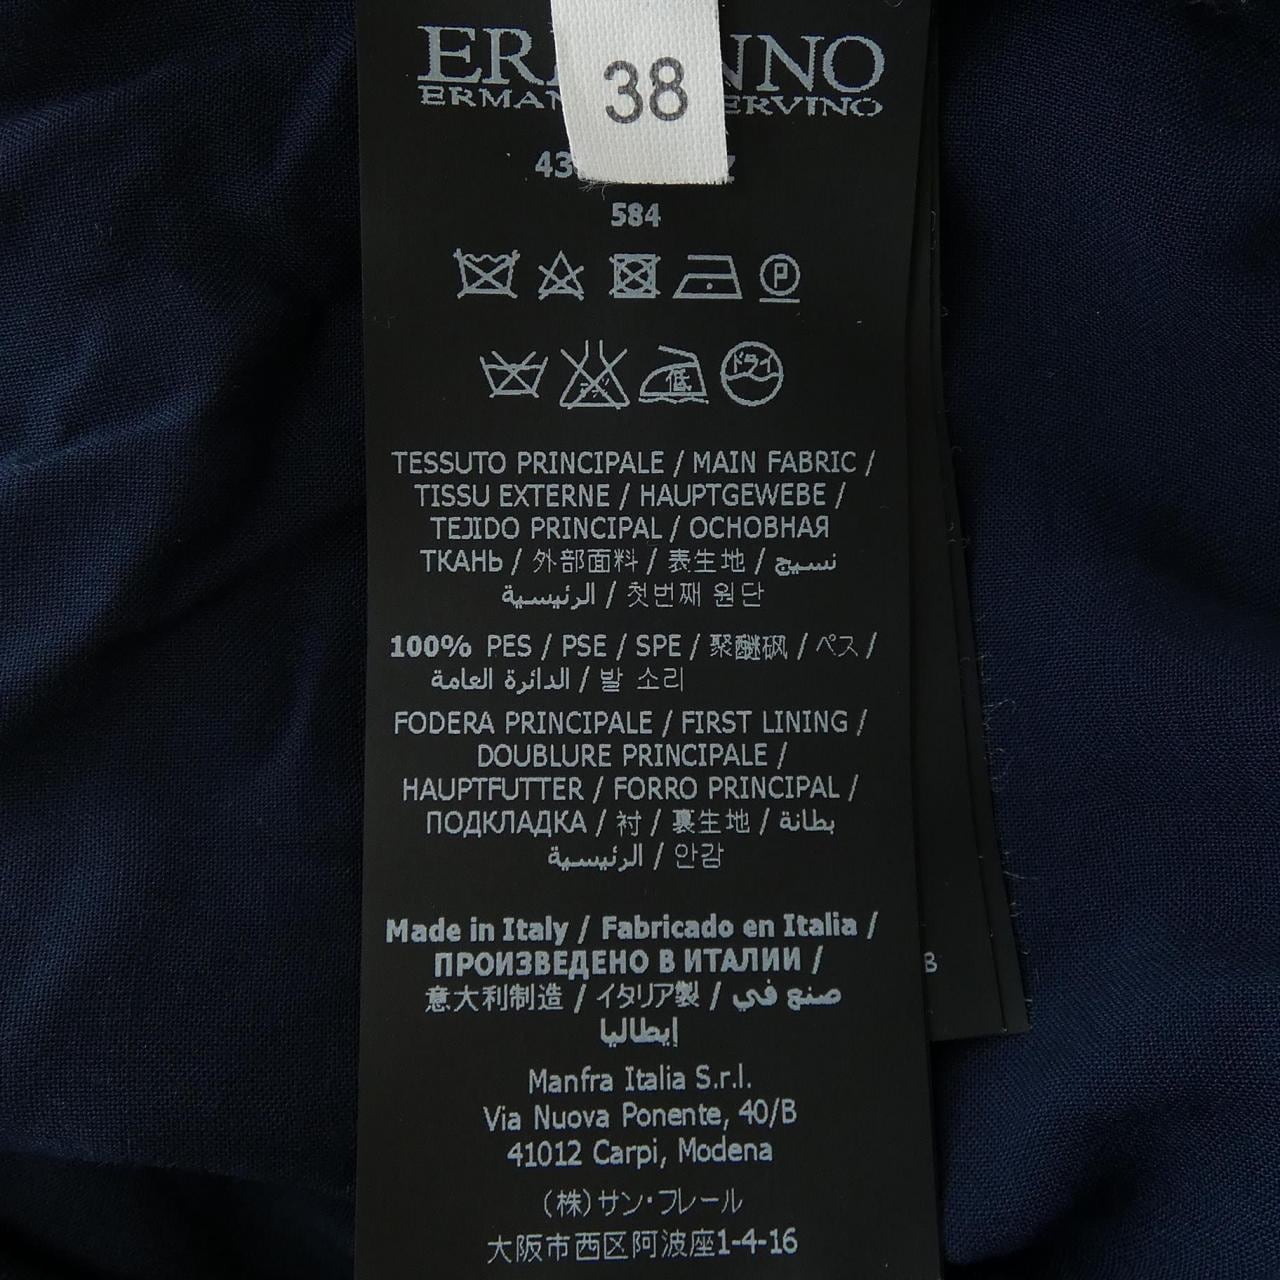 38
584
TESSUTO PRINCIPALE / MAIN FABRIC /
TISSU EXTERNE / HAUPTGEWEBE /
TEJIDO PRINCIPAL / ОСНОВНАЯ
ТКАНЬ / 外部面料 / 表生地 / نسيج
الرئيسية / 첫번째 원단
100% PES / PSE / SPE / 聚醚砜 / ペス /
الدائرة العامة / 발 소리
FODERA PRINCIPALE / FIRST LINING /
DOUBLURE PRINCIPALE /
HAUPTFUTTER / FORRO PRINCIPAL /
ПОДКЛАДКА / 衬 / 裏生地 / بطانة
الرئيسية / 안감
Made in Italy / Fabricado en Italia /
ПРОИЗВЕДЕНО В ИТАЛИИ /
意大利制造 / イタリア製 / صنع في
إيطاليا
Manfra Italia S.r.l.
Via Nuova Ponente, 40/B
41012 Carpi, Modena
(株)サン・フレール
大阪市西区阿波座1-4-16
P
低
ドライ
B